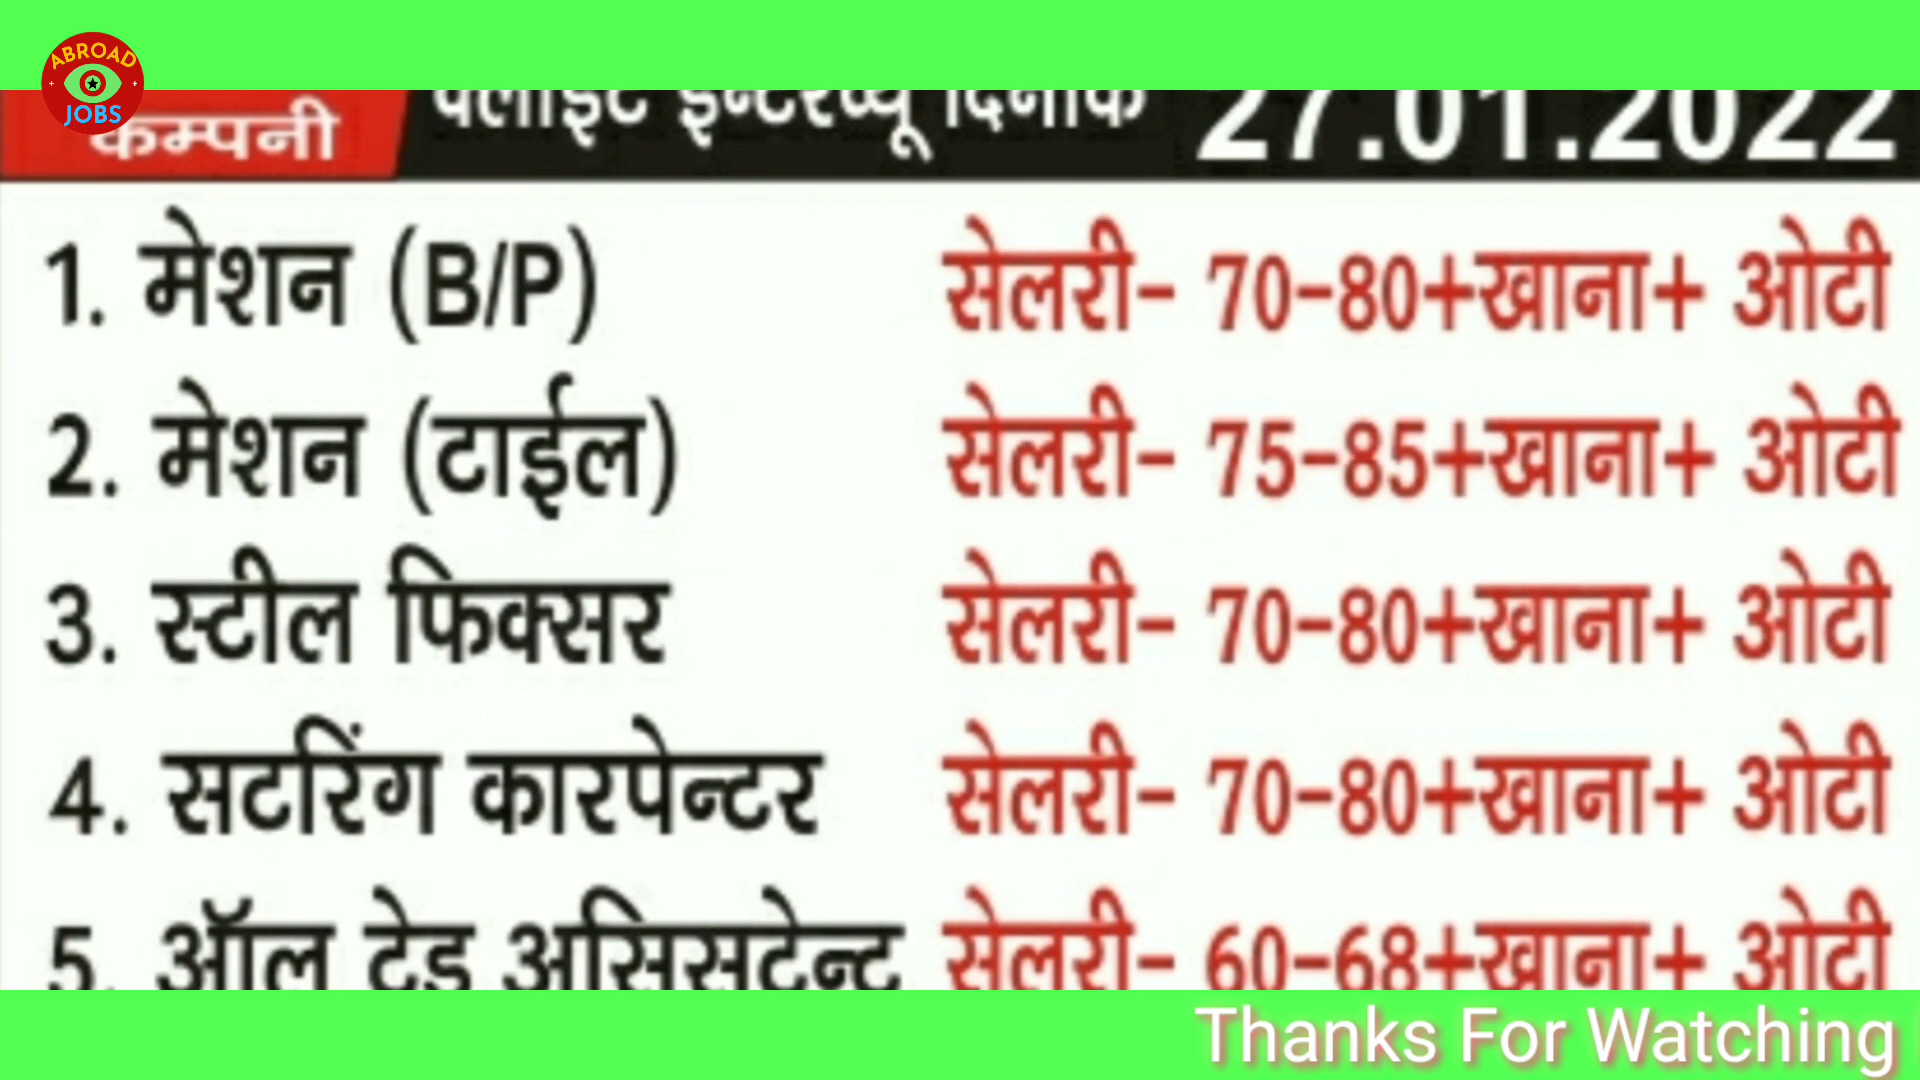 ABROAD
JOBS
कम्पनी
क्लाइंट इन्टरव्यू दिनांक 27.01.2022
1. मेशन (B/P) सेलरी- 70-80+खाना+ ओटी
2. मेशन (टाईल) सेलरी- 75-85+खाना+ ओटी
3. स्टील फिक्सर सेलरी- 70-80+खाना+ ओटी
4. सटरिंग कारपेन्टर सेलरी- 70-80+खाना+ ओटी
5. ऑल टेड असिसटेन्ट सेलरी- 60-68+खाना+ ओटी
Thanks For Watching